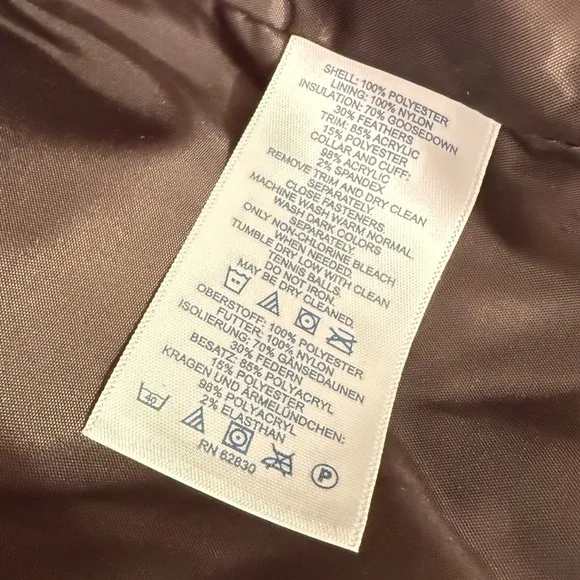 SHELL: 100% POLYESTER
LINING: 100% NYLON
INSULATION: 70% GOOSEDOWN
30% FEATHERS
TRIM: 85% ACRYLIC
15% POLYESTER
COLLAR AND CUFF:
98% ACRYLIC
2% SPANDEX
REMOVE TRIM AND DRY CLEAN
SEPARATELY.
CLOSE FASTENERS.
MACHINE WASH WARM NORMAL.
WASH DARK COLORS
SEPARATELY.
ONLY NON-CHLORINE BLEACH
WHEN NEEDED.
TUMBLE DRY LOW WITH CLEAN
TENNIS BALLS.
DO NOT IRON.
MAY BE DRY CLEANED.
OBERSTOFF: 100% POLYESTER
FUTTER: 100% NYLON
ISOLIERUNG: 70% GÄNSEDAUNEN
30% FEDERN
BESATZ: 85% POLYACRYL
15% POLYESTER
KRAGEN UND ÄRMELÜNDCHEN:
98% POLYACRYL
2% ELASTHAN
40
P
RN 62830